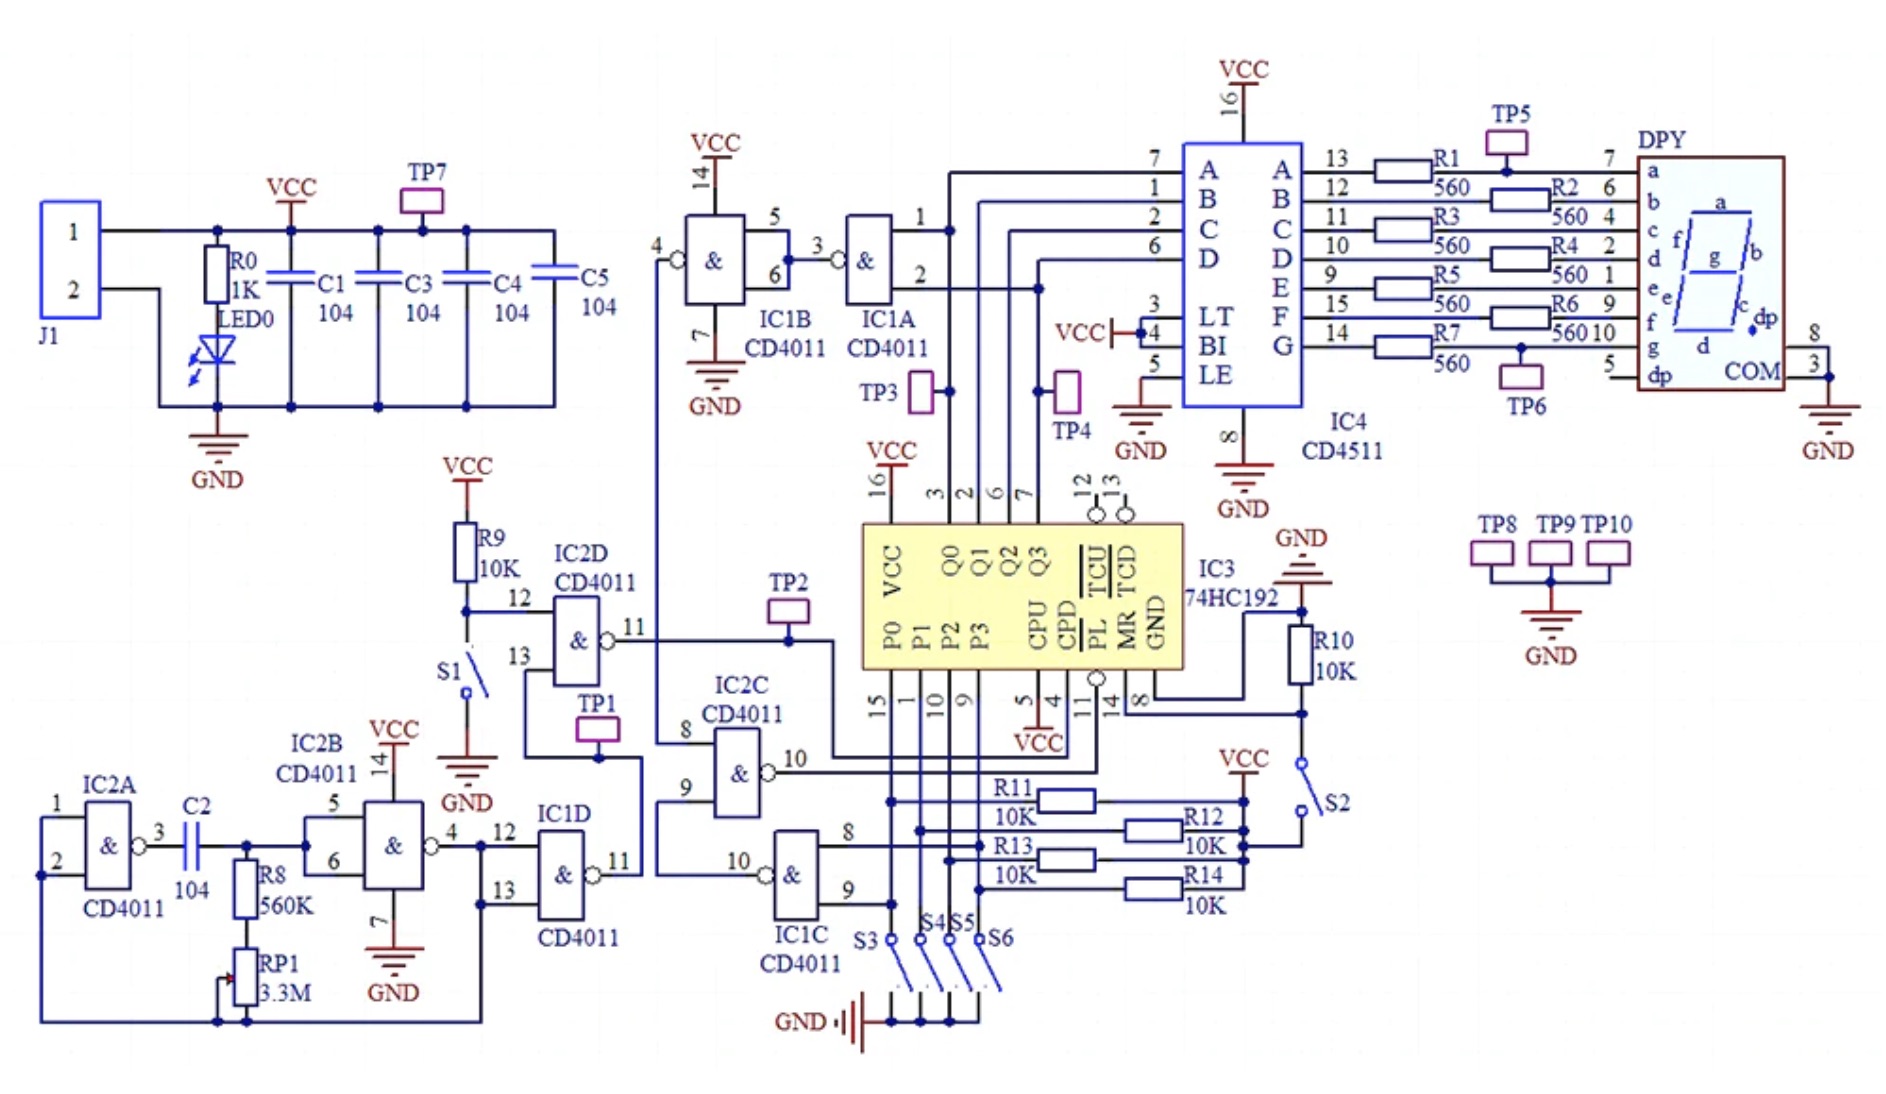 VCC
16
TP5
DPY
7 A A 13 R1 7 a
560
1 B B 12 R2 6 b
560
2 C C 11 R3 4 c
560
6 D D 10 R4 2 d
560
E 9 R5 1 e
560
3 LT F 15 R6 9 f
560
4 BI G 14 R7 10 g
560
5 LE
5 dp
VCC
GND
8
GND
IC4
CD4511
TP6
a
f
b
g
e
c
d
dp
COM
8
3
GND
TP7
VCC
J1
1
2
R0
1K
LED0
C1
104
C3
104
C4
104
C5
104
GND
VCC
14
4
&
5
6
7
IC1B
CD4011
GND
3
&
1
2
IC1A
CD4011
TP3
TP4
VCC
16
3
2
6
7
12
13
VCC
Q0
Q1
Q2
Q3
TCU
TCD
P0
P1
P2
P3
CPU
CPD
PL
MR
GND
IC3
74HC192
15
1
10
9
5
4
11
14
8
VCC
GND
R10
10K
S2
VCC
TP8 TP9 TP10
GND
VCC
R9
10K
S1
GND
IC2D
CD4011
12
13
&
11
TP2
TP1
IC2C
CD4011
8
9
&
10
R11
10K
R12
10K
R13
10K
R14
10K
IC2A
1
2
&
3
CD4011
C2
104
R8
560K
RP1
3.3M
IC2B
CD4011
VCC
14
5
6
&
4
7
GND
IC1D
12
13
&
11
CD4011
10
&
8
9
IC1C
CD4011
S3
S4
S5
S6
GND